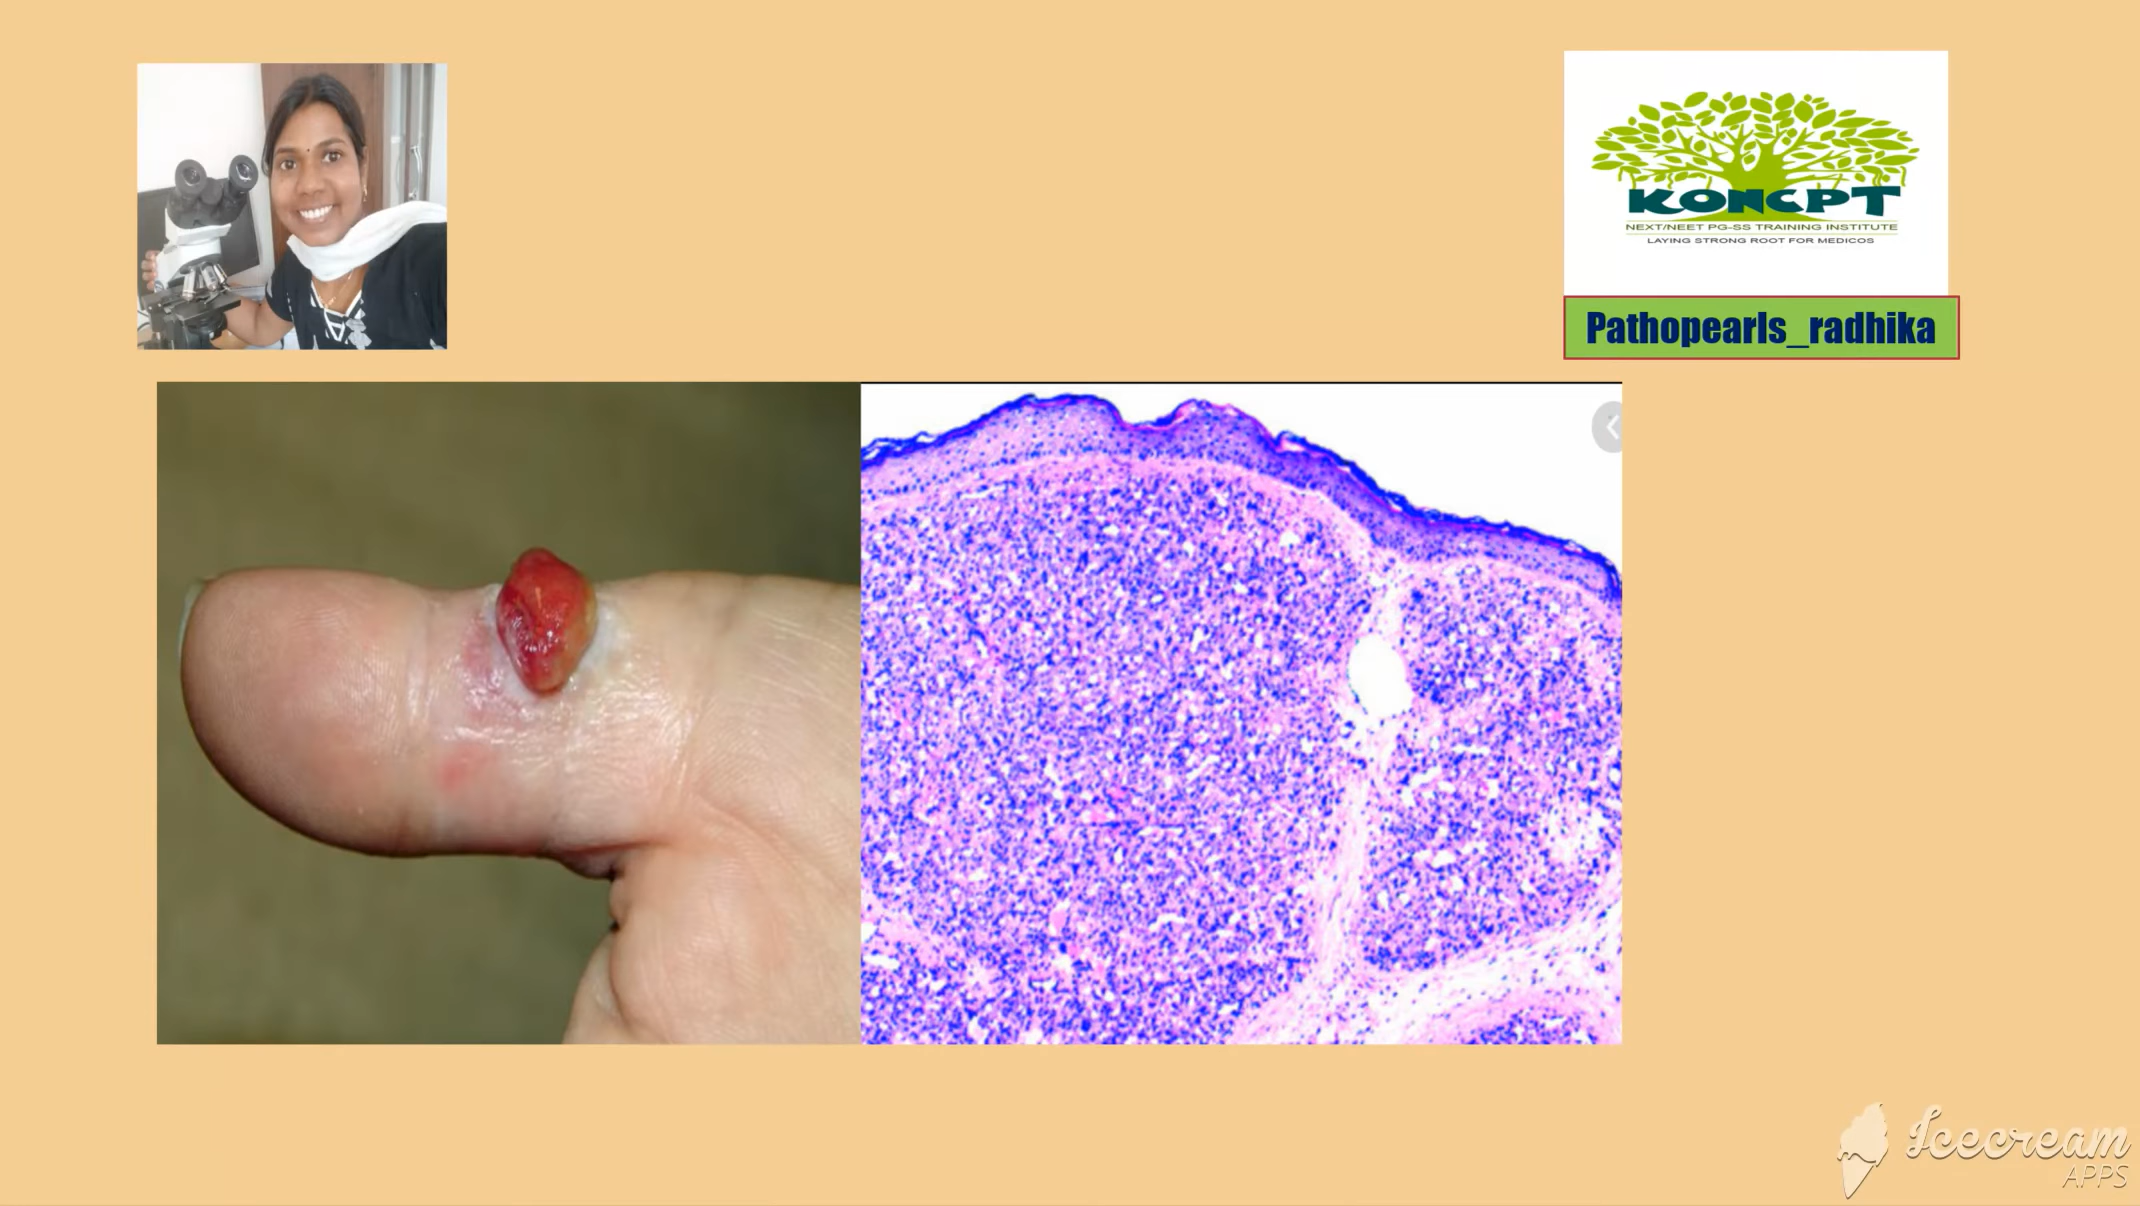 KONCPT
NEXT/NEET PG-SS TRAINING INSTITUTE
LAYING STRONG ROOT FOR MEDICOS
Pathopearls_radhika
Icecream
APPS